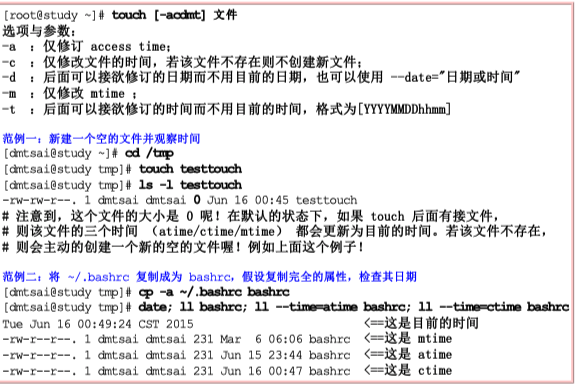 [root@study ~]# touch [-acdmt] 文件
选项与参数:
-a ：仅修订 access time;
-c ：仅修改文件的时间，若该文件不存在则不创建新文件;
-d ：后面可以接欲修订的日期而不用目前的日期，也可以使用 --date="日期或时间"
-m ：仅修改 mtime ；
-t ：后面可以接欲修订的时间而不用目前的时间，格式为[YYYYMMDDhhmm]
范例一：新建一个空的文件并观察时间
[dmtsai@study ~]# cd /tmp
[dmtsai@study tmp]# touch testtouch
[dmtsai@study tmp]# ls -l testtouch
-rw-rw-r--. 1 dmtsai dmtsai 0 Jun 16 00:45 testtouch
# 注意到，这个文件的大小是 0 呢！在默认的状态下，如果 touch 后面有接文件，
# 则该文件的三个时间 （atime/ctime/mtime） 都会更新为目前的时间。若该文件不存在，
# 则会主动的创建一个新的空的文件喔！例如上面这个例子！
范例二：将 ~/.bashrc 复制成为 bashrc，假设复制完全的属性，检查其日期
[dmtsai@study tmp]# cp -a ~/.bashrc bashrc
[dmtsai@study tmp]# date; ll bashrc; ll --time=atime bashrc; ll --time=ctime bashrc
Tue Jun 16 00:49:24 CST 2015 <==这是目前的时间
-rw-r--r--. 1 dmtsai dmtsai 231 Mar 6 06:06 bashrc <==这是 mtime
-rw-r--r--. 1 dmtsai dmtsai 231 Jun 15 23:44 bashrc <==这是 atime
-rw-r--r--. 1 dmtsai dmtsai 231 Jun 16 00:47 bashrc <==这是 ctime